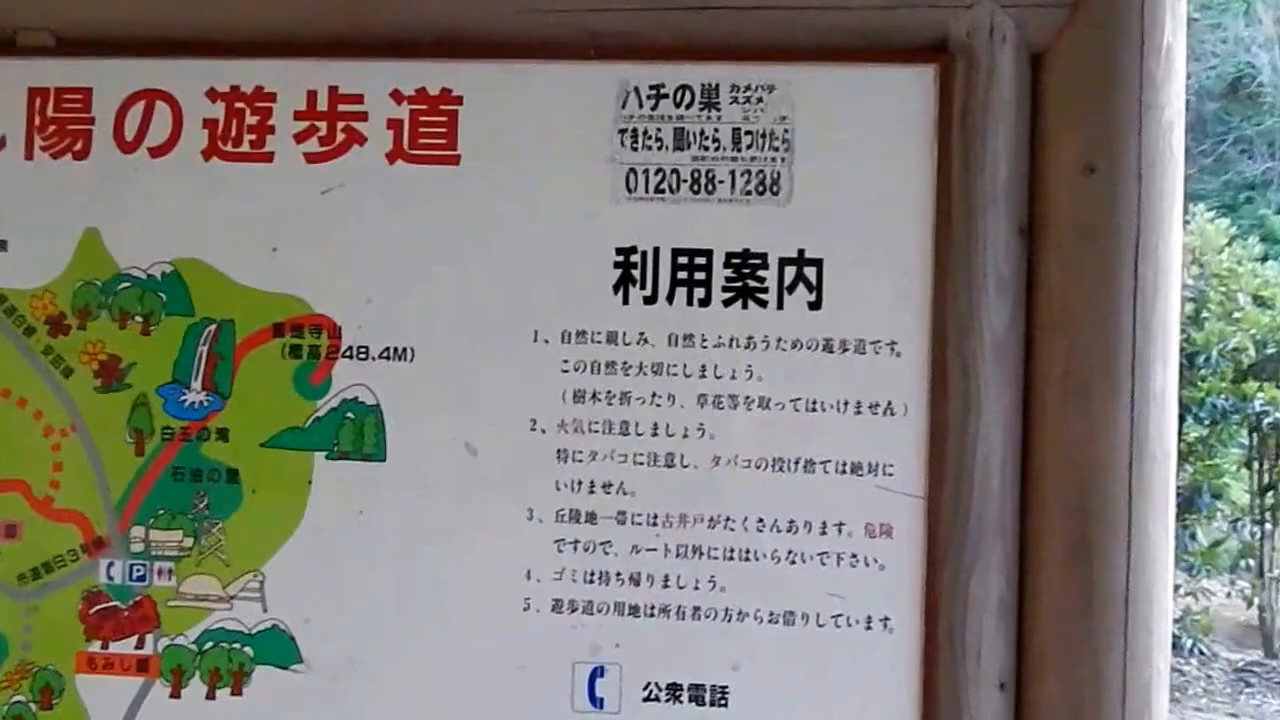 陽の遊歩道
ハチの巣
カメバチ
スズメ
できたら、聞いたら、見つけたら
0120-88-1288
利用案内
1、自然に親しみ、自然とふれあうための遊歩道です。
この自然を大切にしましょう。
(樹木を折ったり、草花等を取ってはいけません)
2、火気に注意しましょう。
特にタバコに注意し、タバコの投げ捨ては絶対に
いけません。
3、丘陵地一帯には古井戸がたくさんあります。危険
ですので、ルート以外にははいらないで下さい。
4、ゴミは持ち帰りましょう。
5、遊歩道の用地は所有者の方からお借りしています。
公衆電話
寺山
(標高248.4M)
白玉の滝
石油の里
P
もみじ園